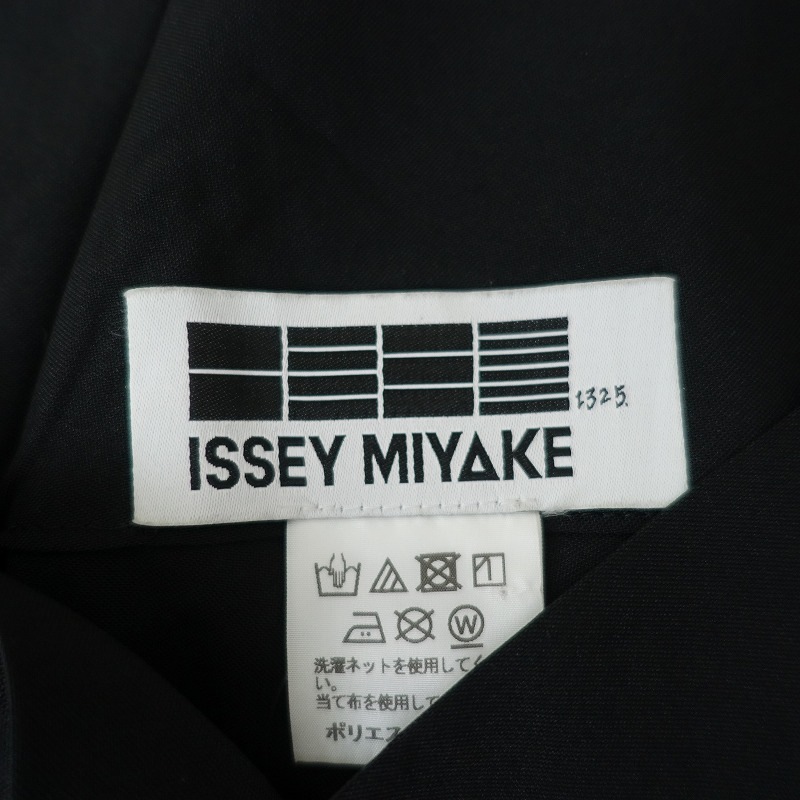 1325.
ISSEY MIYAKE
W
洗濯ネットを使用してく
い。
当て布を使用して
ポリエス